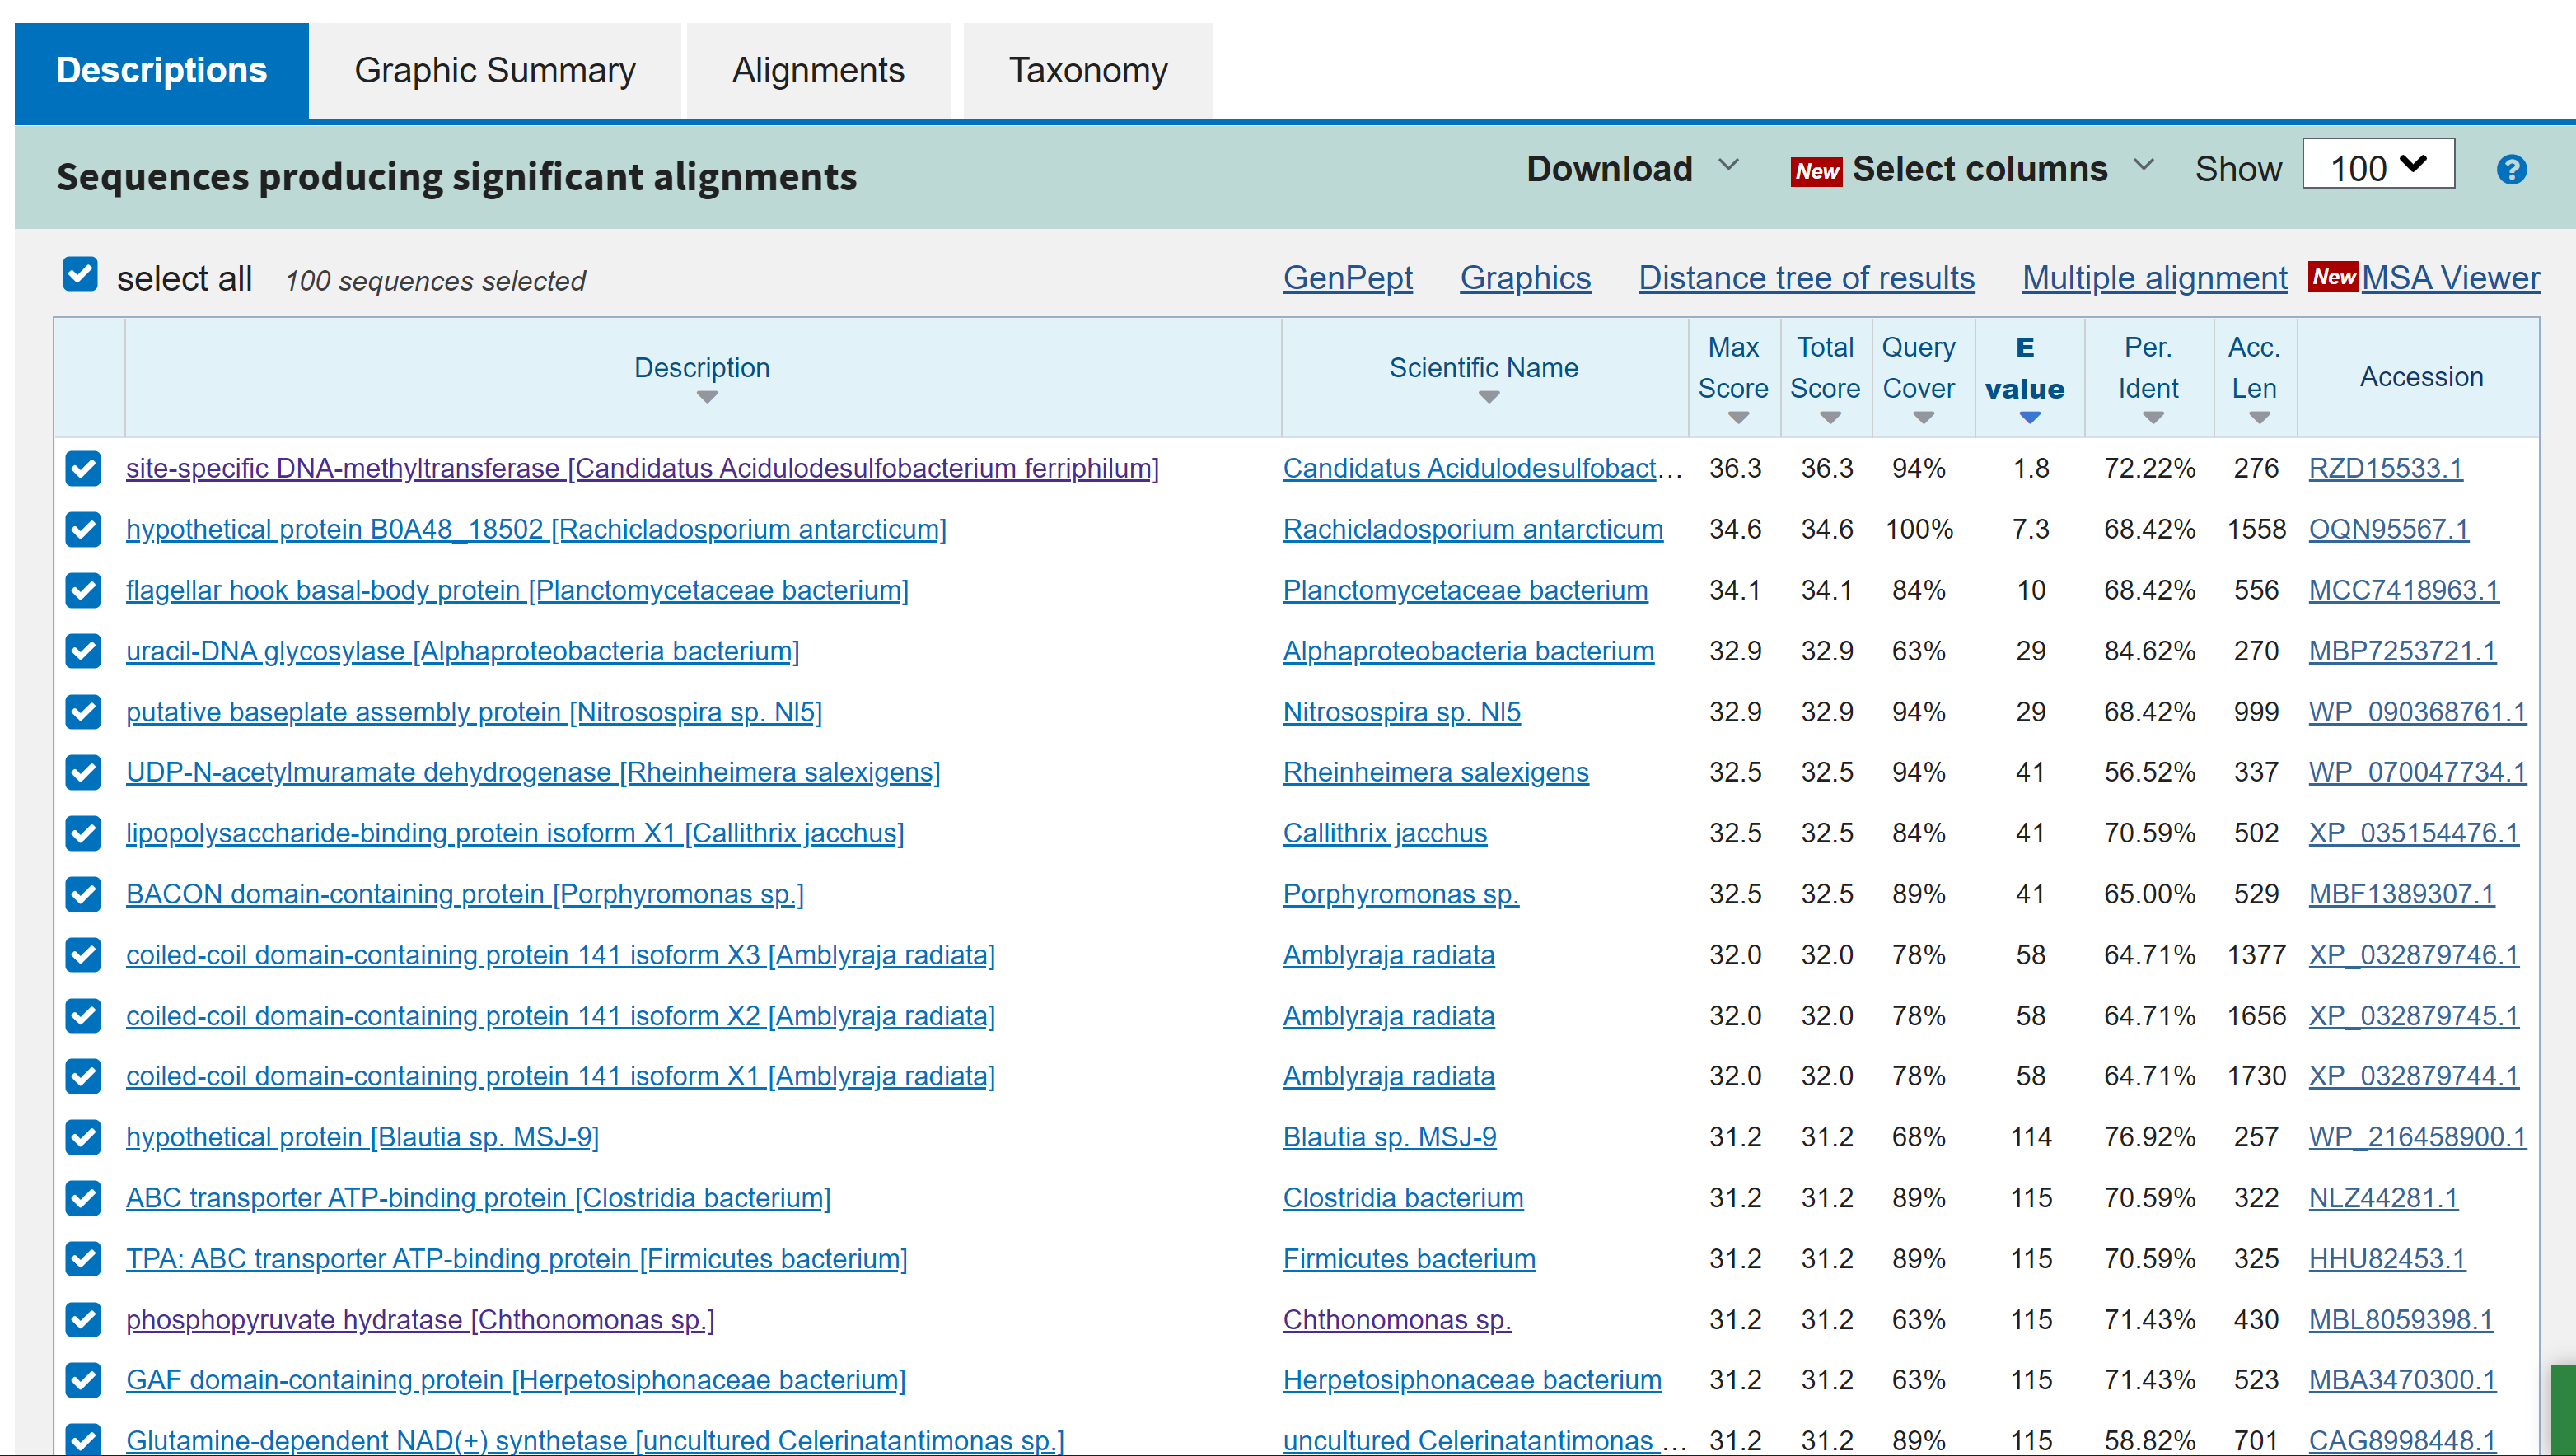 Descriptions Graphic Summary Alignments Taxonomy
Sequences producing significant alignments Download New Select columns Show 100 ?
select all 100 sequences selected GenPept Graphics Distance tree of results Multiple alignment New MSA Viewer
Description Scientific Name Max Score Total Score Query Cover E value Per. Ident Acc. Len Accession
site-specific DNA-methyltransferase [Candidatus Acidulodesulfobacterium ferriphilum] Candidatus Acidulodesulfobact... 36.3 36.3 94% 1.8 72.22% 276 RZD15533.1
hypothetical protein B0A48_18502 [Rachicladosporium antarcticum] Rachicladosporium antarcticum 34.6 34.6 100% 7.3 68.42% 1558 OQN95567.1
flagellar hook basal-body protein [Planctomycetaceae bacterium] Planctomycetaceae bacterium 34.1 34.1 84% 10 68.42% 556 MCC7418963.1
uracil-DNA glycosylase [Alphaproteobacteria bacterium] Alphaproteobacteria bacterium 32.9 32.9 63% 29 84.62% 270 MBP7253721.1
putative baseplate assembly protein [Nitrosospira sp. Nl5] Nitrosospira sp. Nl5 32.9 32.9 94% 29 68.42% 999 WP_090368761.1
UDP-N-acetylmuramate dehydrogenase [Rheinheimera salexigens] Rheinheimera salexigens 32.5 32.5 94% 41 56.52% 337 WP_070047734.1
lipopolysaccharide-binding protein isoform X1 [Callithrix jacchus] Callithrix jacchus 32.5 32.5 84% 41 70.59% 502 XP_035154476.1
BACON domain-containing protein [Porphyromonas sp.] Porphyromonas sp. 32.5 32.5 89% 41 65.00% 529 MBF1389307.1
coiled-coil domain-containing protein 141 isoform X3 [Amblyraja radiata] Amblyraja radiata 32.0 32.0 78% 58 64.71% 1377 XP_032879746.1
coiled-coil domain-containing protein 141 isoform X2 [Amblyraja radiata] Amblyraja radiata 32.0 32.0 78% 58 64.71% 1656 XP_032879745.1
coiled-coil domain-containing protein 141 isoform X1 [Amblyraja radiata] Amblyraja radiata 32.0 32.0 78% 58 64.71% 1730 XP_032879744.1
hypothetical protein [Blautia sp. MSJ-9] Blautia sp. MSJ-9 31.2 31.2 68% 114 76.92% 257 WP_216458900.1
ABC transporter ATP-binding protein [Clostridia bacterium] Clostridia bacterium 31.2 31.2 89% 115 70.59% 322 NLZ44281.1
TPA: ABC transporter ATP-binding protein [Firmicutes bacterium] Firmicutes bacterium 31.2 31.2 89% 115 70.59% 325 HHU82453.1
phosphopyruvate hydratase [Chthonomonas sp.] Chthonomonas sp. 31.2 31.2 63% 115 71.43% 430 MBL8059398.1
GAF domain-containing protein [Herpetosiphonaceae bacterium] Herpetosiphonaceae bacterium 31.2 31.2 63% 115 71.43% 523 MBA3470300.1
Glutamine-dependent NAD(+) synthetase [uncultured Celerinatantimonas sp.] uncultured Celerinatantimonas ... 31.2 31.2 89% 115 58.82% 701 CAG8998448.1